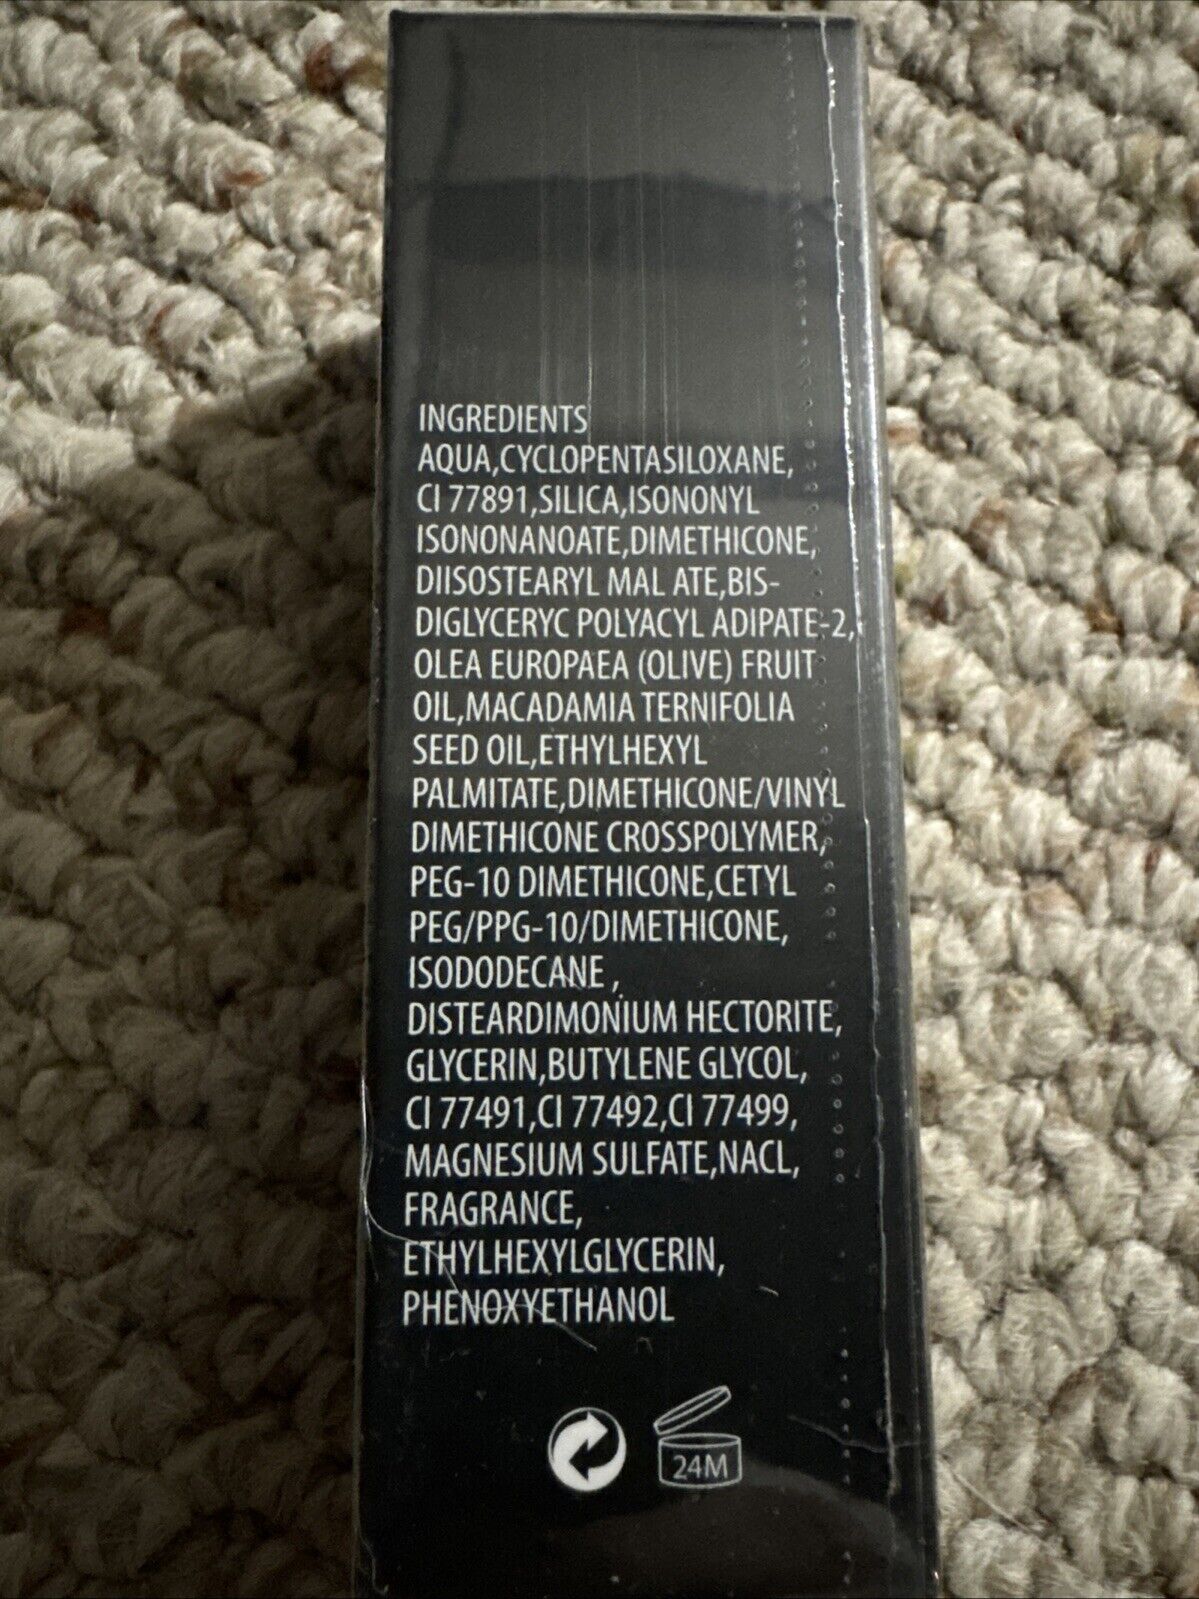 INGREDIENTS
AQUA,CYCLOPENTASILOXANE,
CI 77891,SILICA,ISONONYL
ISONONANOATE,DIMETHICONE,
DIISOSTEARYL MAL ATE,BIS-
DIGLYCERYC POLYACYL ADIPATE-2,
OLEA EUROPAEA (OLIVE) FRUIT
OIL,MACADAMIA TERNIFOLIA
SEED OIL,ETHYLHEXYL
PALMITATE,DIMETHICONE/VINYL
DIMETHICONE CROSSPOLYMER,
PEG-10 DIMETHICONE,CETYL
PEG/PPG-10/DIMETHICONE,
ISODODECANE ,
DISTEARDIMONIUM HECTORITE,
GLYCERIN,BUTYLENE GLYCOL,
CI 77491,CI 77492,CI 77499,
MAGNESIUM SULFATE,NACL,
FRAGRANCE,
ETHYLHEXYLGLYCERIN,
PHENOXYETHANOL
24M